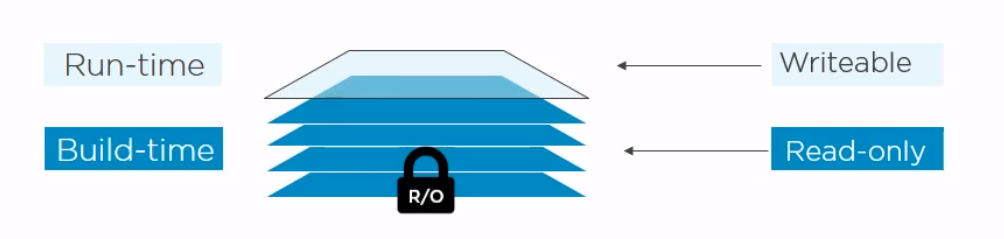 Run-time
Writeable
Build-time
Read-only
R/O